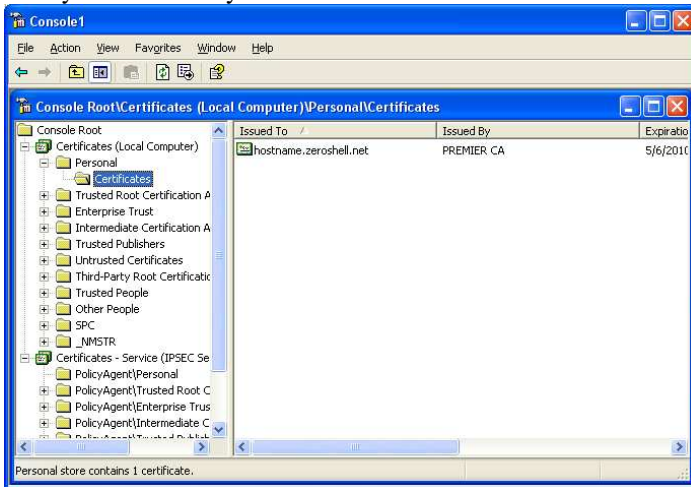 Console1
File Action View Favorites Window Help
Console Root\Certificates (Local Computer)\Personal\Certificates
Console Root
Certificates (Local Computer)
Personal
Certificates
Trusted Root Certification A
Enterprise Trust
Intermediate Certification A
Trusted Publishers
Untrusted Certificates
Third-Party Root Certificatic
Trusted People
Other People
SPC
_NMSTR
Certificates - Service (IPSEC Se
PolicyAgent\Personal
PolicyAgent\Trusted Root C
PolicyAgent\Enterprise Trus
PolicyAgent\Intermediate C
Issued To Issued By Expiratio
hostname.zeroshell.net PREMIER CA 5/6/2010
Personal store contains 1 certificate.